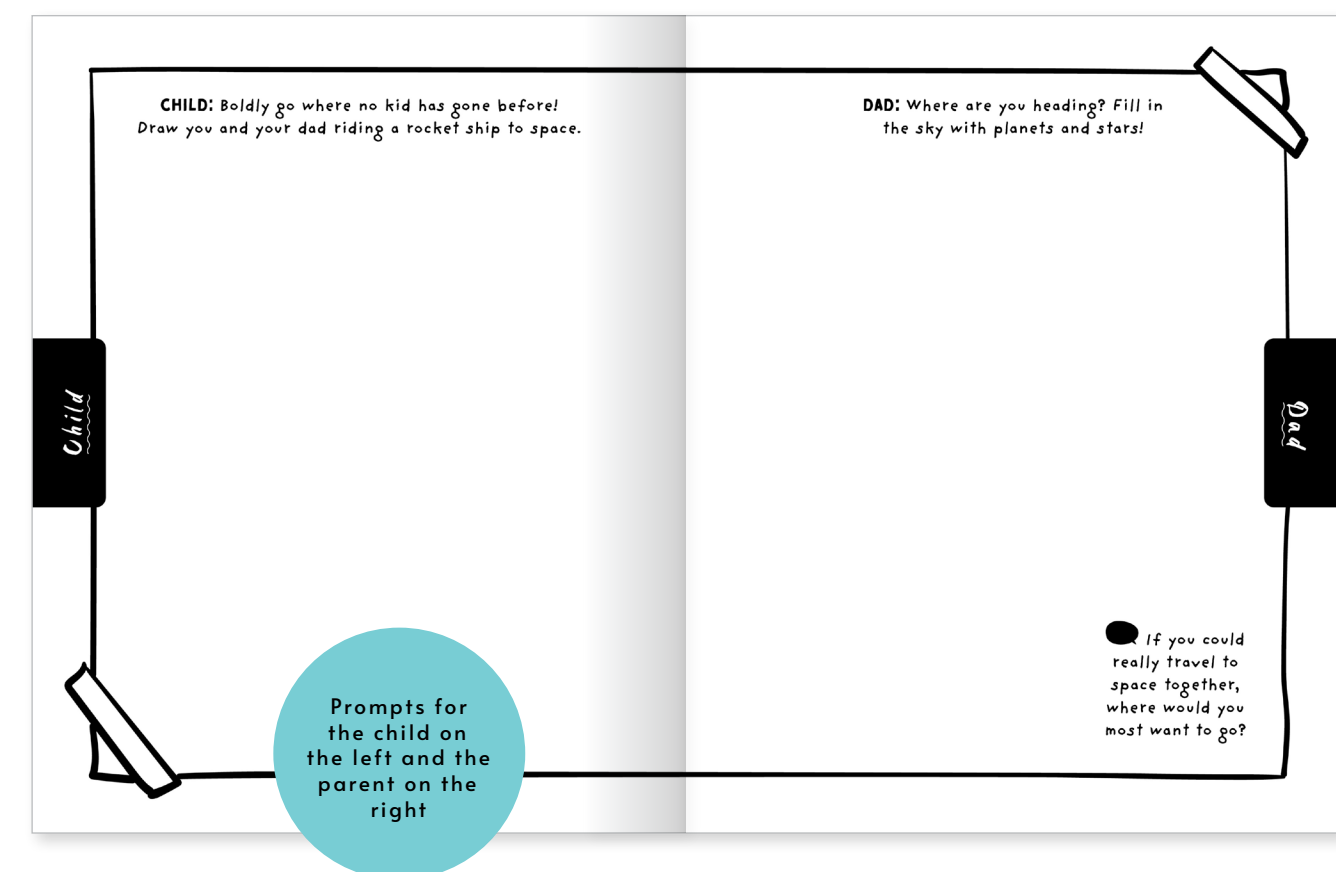 CHILD: Boldly go where no kid has gone before!
Draw you and your dad riding a rocket ship to space.
DAD: Where are you heading? Fill in
the sky with planets and stars!
Child
Dad
If you could
really travel to
space together,
where would you
most want to go?
Prompts for
the child on
the left and the
parent on the
right